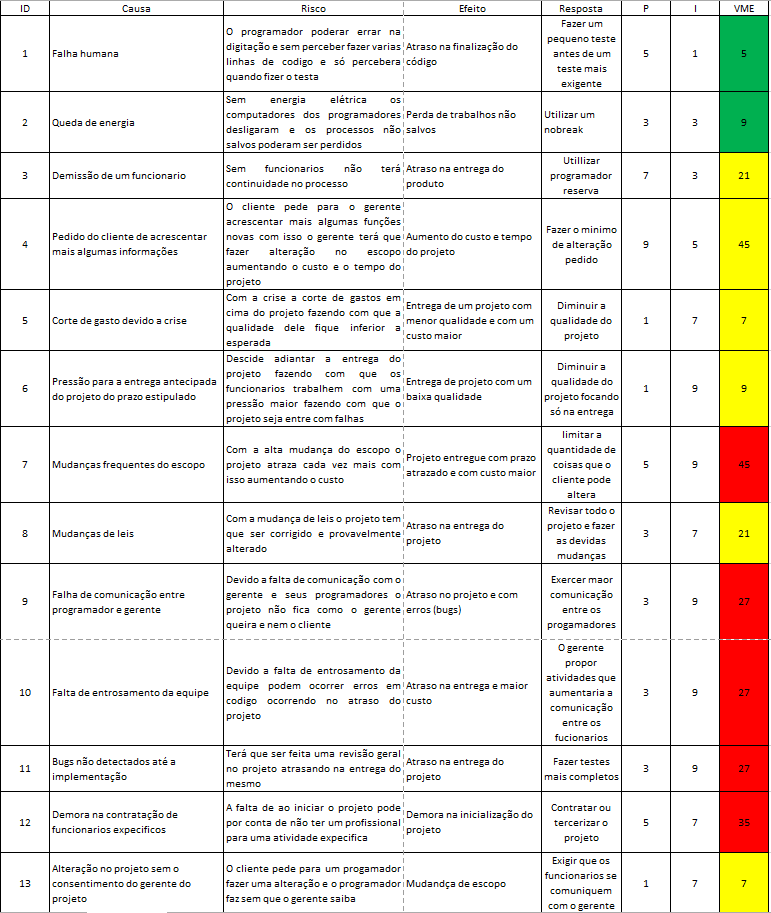 ID Causa Risco Efeito Resposta P I VME
1 Falha humana O programador poderar errar na digitação e sem perceber fazer varias linhas de codigo e só percebera quando fizer o testa Atraso na finalização do código Fazer um pequeno teste antes de um teste mais exigente 5 1 5
2 Queda de energia Sem energia elétrica os computadores dos programadores desligaram e os processos não salvos poderam ser perdidos Perda de trabalhos não salvos Utilizar um nobreak 3 3 9
3 Demissão de um funcionario Sem funcionarios não terá continuidade no processo Atraso na entrega do produto Utillizar programador reserva 7 3 21
4 Pedido do cliente de acrescentar mais algumas informações O cliente pede para o gerente acrescentar mais algumas funções novas com isso o gerente terá que fazer alteração no escopo aumentando o custo e o tempo do projeto Aumento do custo e tempo do projeto Fazer o minimo de alteração pedido 9 5 45
5 Corte de gasto devido a crise Com a crise a corte de gastos em cima do projeto fazendo com que a qualidade dele fique inferior a esperada Entrega de um projeto com menor qualidade e com um custo maior Diminuir a qualidade do projeto 1 7 7
6 Pressão para a entrega antecipada do projeto do prazo estipulado Descide adiantar a entrega do projeto fazendo com que os funcionarios trabalhem com uma pressão maior fazendo com que o projeto seja entre com falhas Entrega de projeto com um baixa qualidade Diminuir a qualidade do projeto focando só na entrega 1 9 9
7 Mudanças frequentes do escopo Com a alta mudança do escopo o projeto atraza cada vez mais com isso aumentando o custo Projeto entregue com prazo atrazado e com custo maior limitar a quantidade de coisas que o cliente pode altera 5 9 45
8 Mudanças de leis Com a mudança de leis o projeto tem que ser corrigido e provavelmente alterado Atraso na entrega do projeto Revisar todo o projeto e fazer as devidas mudanças 3 7 21
9 Falha de comunicação entre programador e gerente Devido a falta de comunicação com o gerente e seus programadores o projeto não fica como o gerente queira e nem o cliente Atraso no projeto e com erros (bugs) Exercer maor comunicação entre os progamadores 3 9 27
10 Falta de entrosamento da equipe Devido a falta de entrosamento da equipe podem ocorrer erros em codigo ocorrendo no atraso do projeto Atraso na entrega e maior custo O gerente propor atividades que aumentaria a comunicação entre os fucionarios 3 9 27
11 Bugs não detectados até a implementação Terá que ser feita uma revisão geral no projeto atrasando na entrega do mesmo Atraso na entrega do projeto Fazer testes mais completos 3 9 27
12 Demora na contratação de funcionarios expecificos A falta de ao iniciar o projeto pode por conta de não ter um profissional para uma atividade expecifica Demora na inicialização do projeto Contratar ou tercerizar o projeto 5 7 35
13 Alteração no projeto sem o consentimento do gerente do projeto O cliente pede para um progamador fazer uma alteração e o programador faz sem que o gerente saiba Mudandça de escopo Exigir que os funcionarios se comuniquem com o gerente 1 7 7